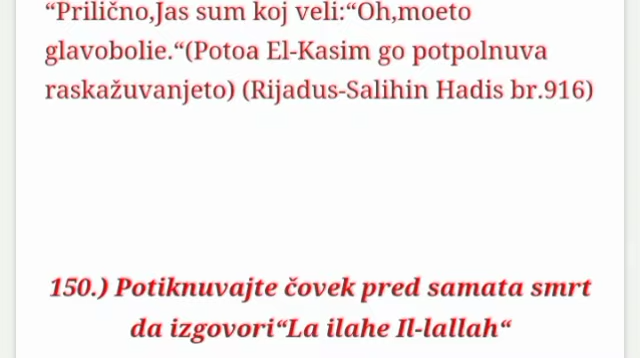 “Prilično,Jas sum koj veli:“Oh,moeto
glavobolie.“(Potoa El-Kasim go potpolnuva
raskažuvanjeto) (Rijadus-Salihin Hadis br.916)
150.) Potiknuvajte čovek pred samata smrt
da izgovori“La ilahe Il-lallah“